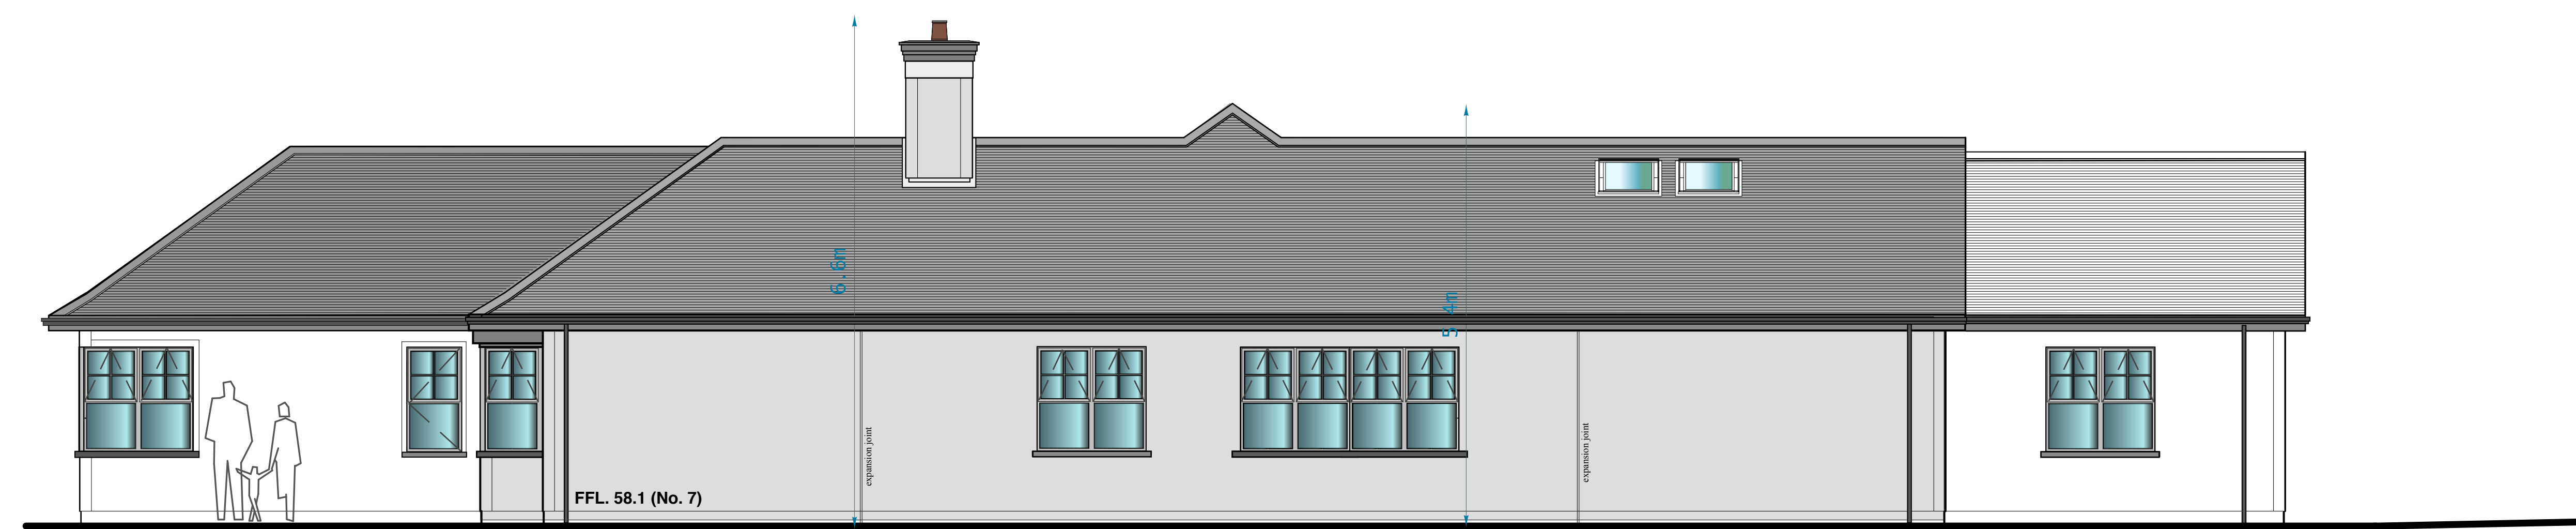 6.6m
5.4m
FFL. 58.1 (No. 7)
expansion joint
expansion joint